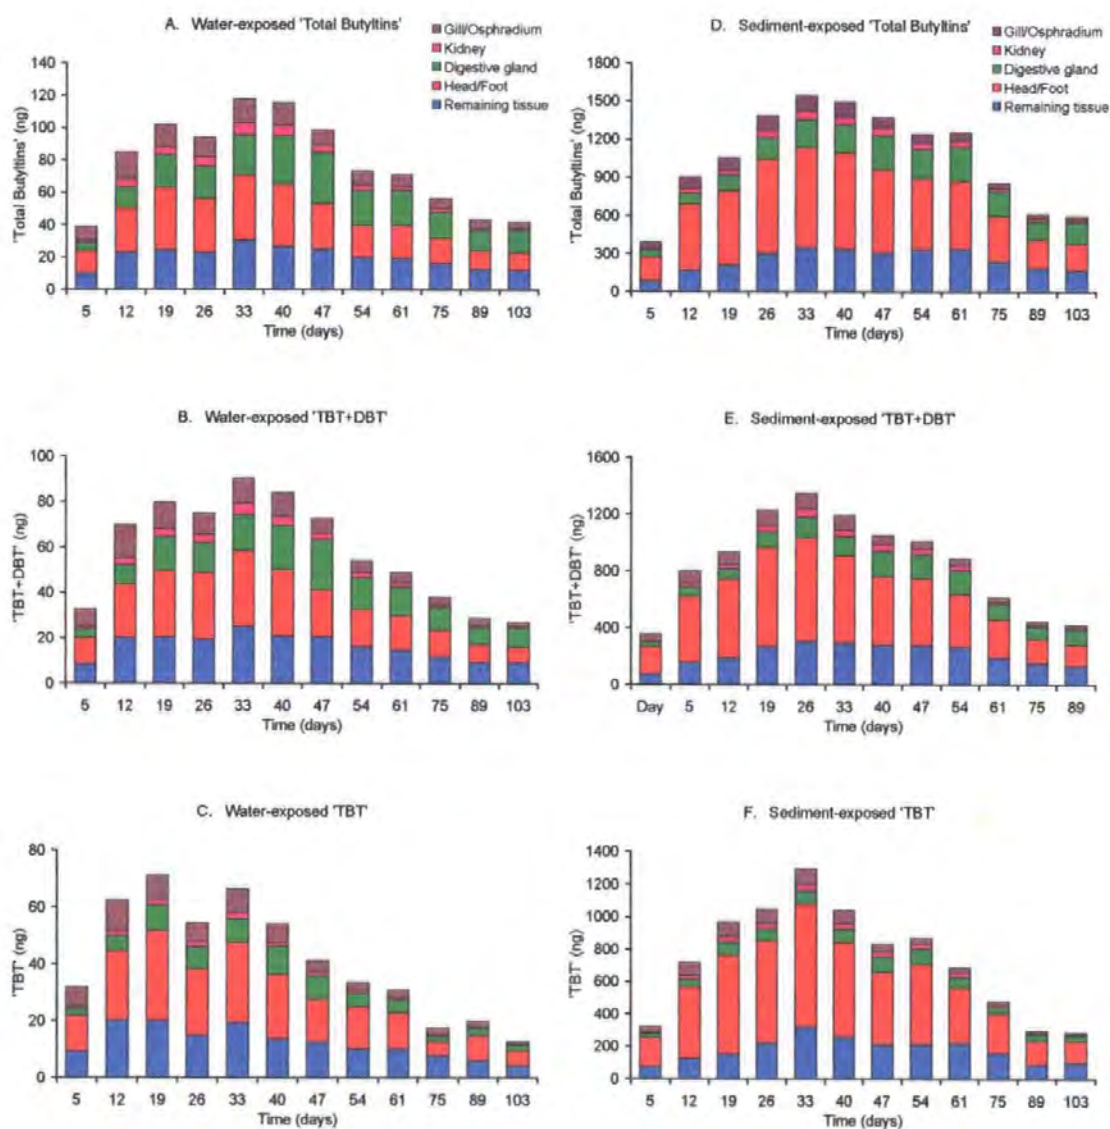 A. Water-exposed 'Total Butyltins'
Gill/Osphradium
Kidney
Digestive gland
Head/Foot
Remaining tissue
'Total Butyltins' (ng)
140
120
100
80
60
40
20
0
5 12 19 26 33 40 47 54 61 75 89 103
Time (days)
D. Sediment-exposed 'Total Butyltins'
Gill/Osphradium
Kidney
Digestive gland
Head/Foot
Remaining tissue
'Total Butyltins' (ng)
1800
1500
1200
900
600
300
0
5 12 19 26 33 40 47 54 61 75 89 103
Time (days)
B. Water-exposed 'TBT+DBT'
'TBT+DBT' (ng)
100
80
60
40
20
0
5 12 19 26 33 40 47 54 61 75 89 103
Time (days)
E. Sediment-exposed 'TBT+DBT'
'TBT+DBT' (ng)
1600
1200
800
400
0
Day 5 12 19 26 33 40 47 54 61 75 89
Time (days)
C. Water-exposed 'TBT'
'TBT' (ng)
80
60
40
20
0
5 12 19 26 33 40 47 54 61 75 89 103
Time (days)
F. Sediment-exposed 'TBT'
'TBT' (ng)
1400
1200
1000
800
600
400
200
0
5 12 19 26 33 40 47 54 61 75 89 103
Time (days)